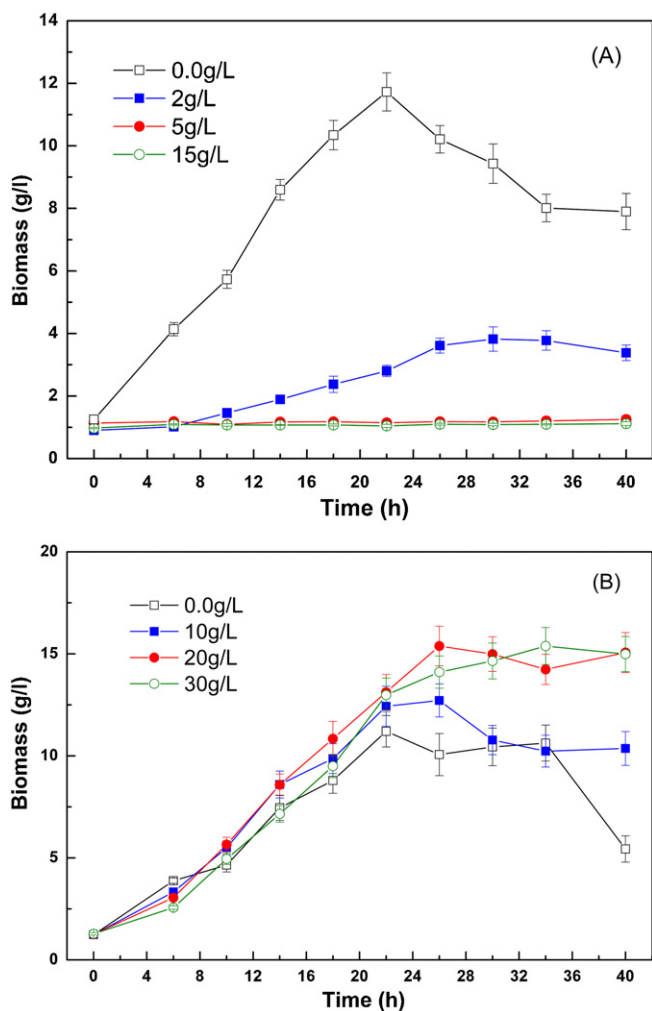 (A)
0.0g/L
2g/L
5g/L
15g/L
Biomass (g/l)
14
12
10
8
6
4
2
0
0 4 8 12 16 20 24 28 32 36 40
Time (h)
(B)
0.0g/L
10g/L
20g/L
30g/L
Biomass (g/l)
20
15
10
5
0
0 4 8 12 16 20 24 28 32 36 40
Time (h)